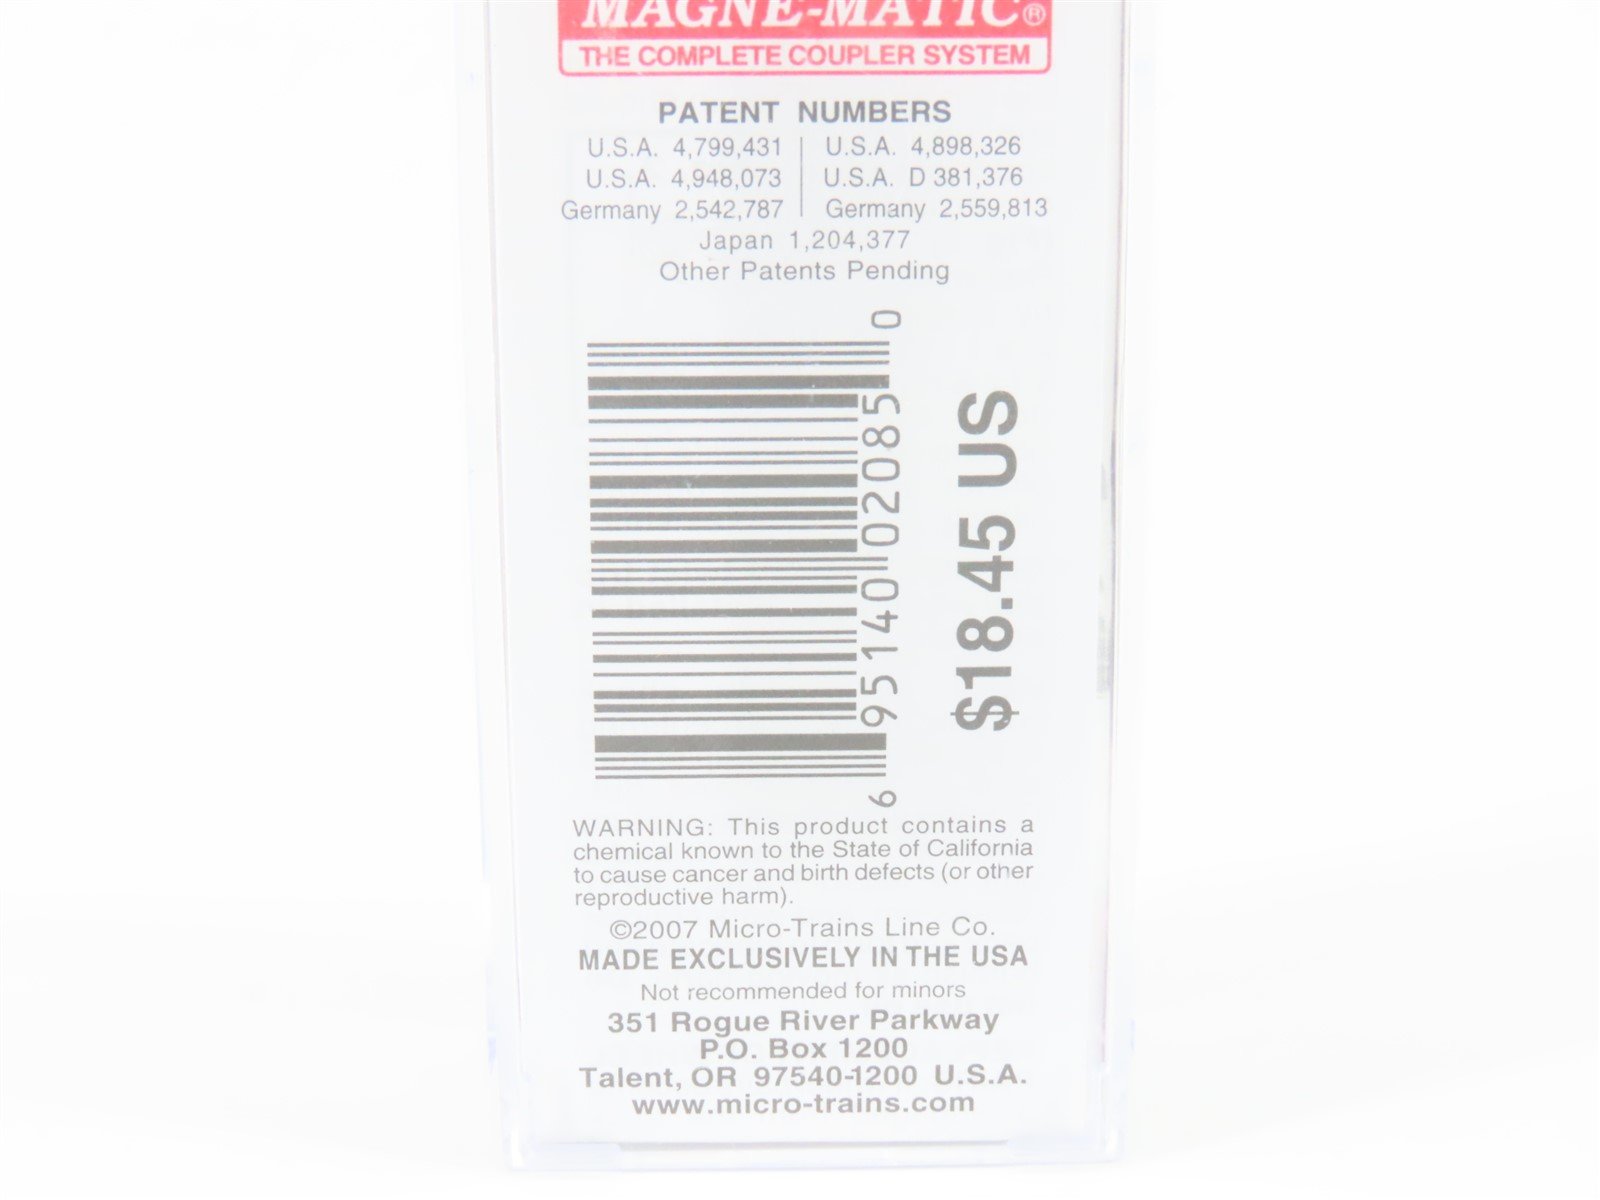 MAGNE-MATIC®
THE COMPLETE COUPLER SYSTEM
PATENT NUMBERS
U.S.A. 4,799,431 | U.S.A. 4,898,326
U.S.A. 4,948,073 | U.S.A. D 381,376
Germany 2,542,787 | Germany 2,559,813
Japan 1,204,377
Other Patents Pending
6 95140 02085 0
$18.45 US
WARNING: This product contains a
chemical known to the State of California
to cause cancer and birth defects (or other
reproductive harm).
©2007 Micro-Trains Line Co.
MADE EXCLUSIVELY IN THE USA
Not recommended for minors
351 Rogue River Parkway
P.O. Box 1200
Talent, OR 97540-1200 U.S.A.
www.micro-trains.com